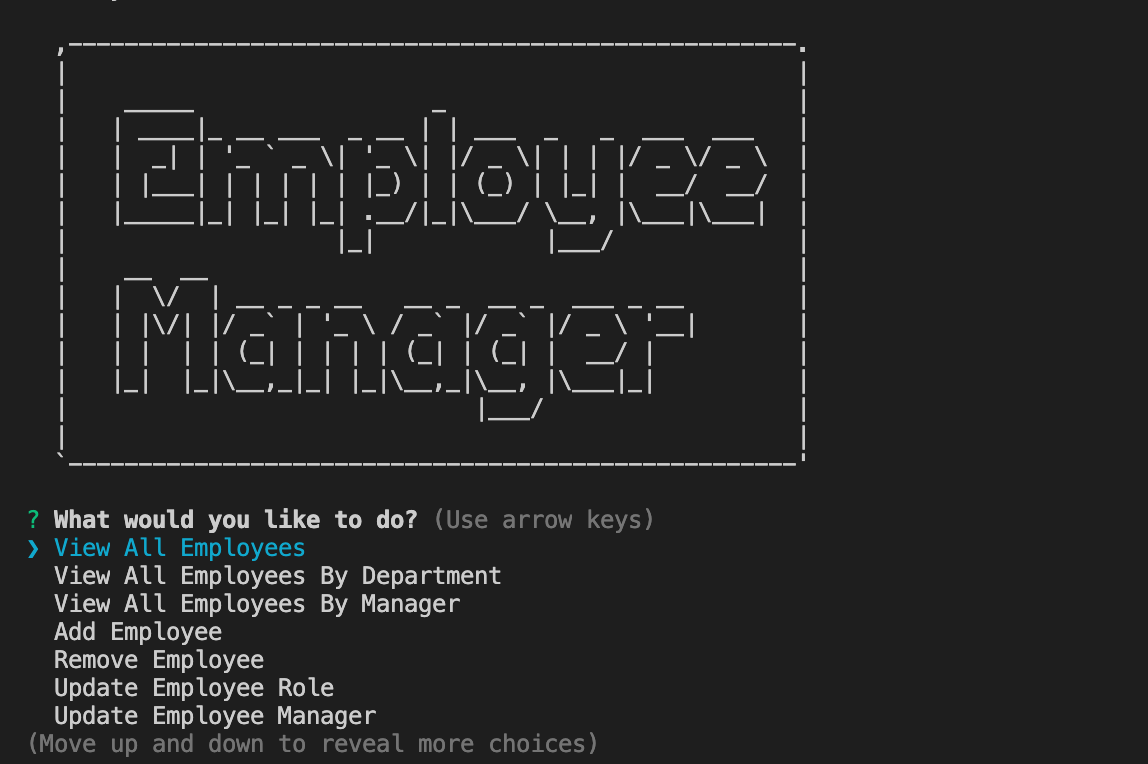 Employee
Manager
? What would you like to do? (Use arrow keys)
❯ View All Employees
View All Employees By Department
View All Employees By Manager
Add Employee
Remove Employee
Update Employee Role
Update Employee Manager
(Move up and down to reveal more choices)